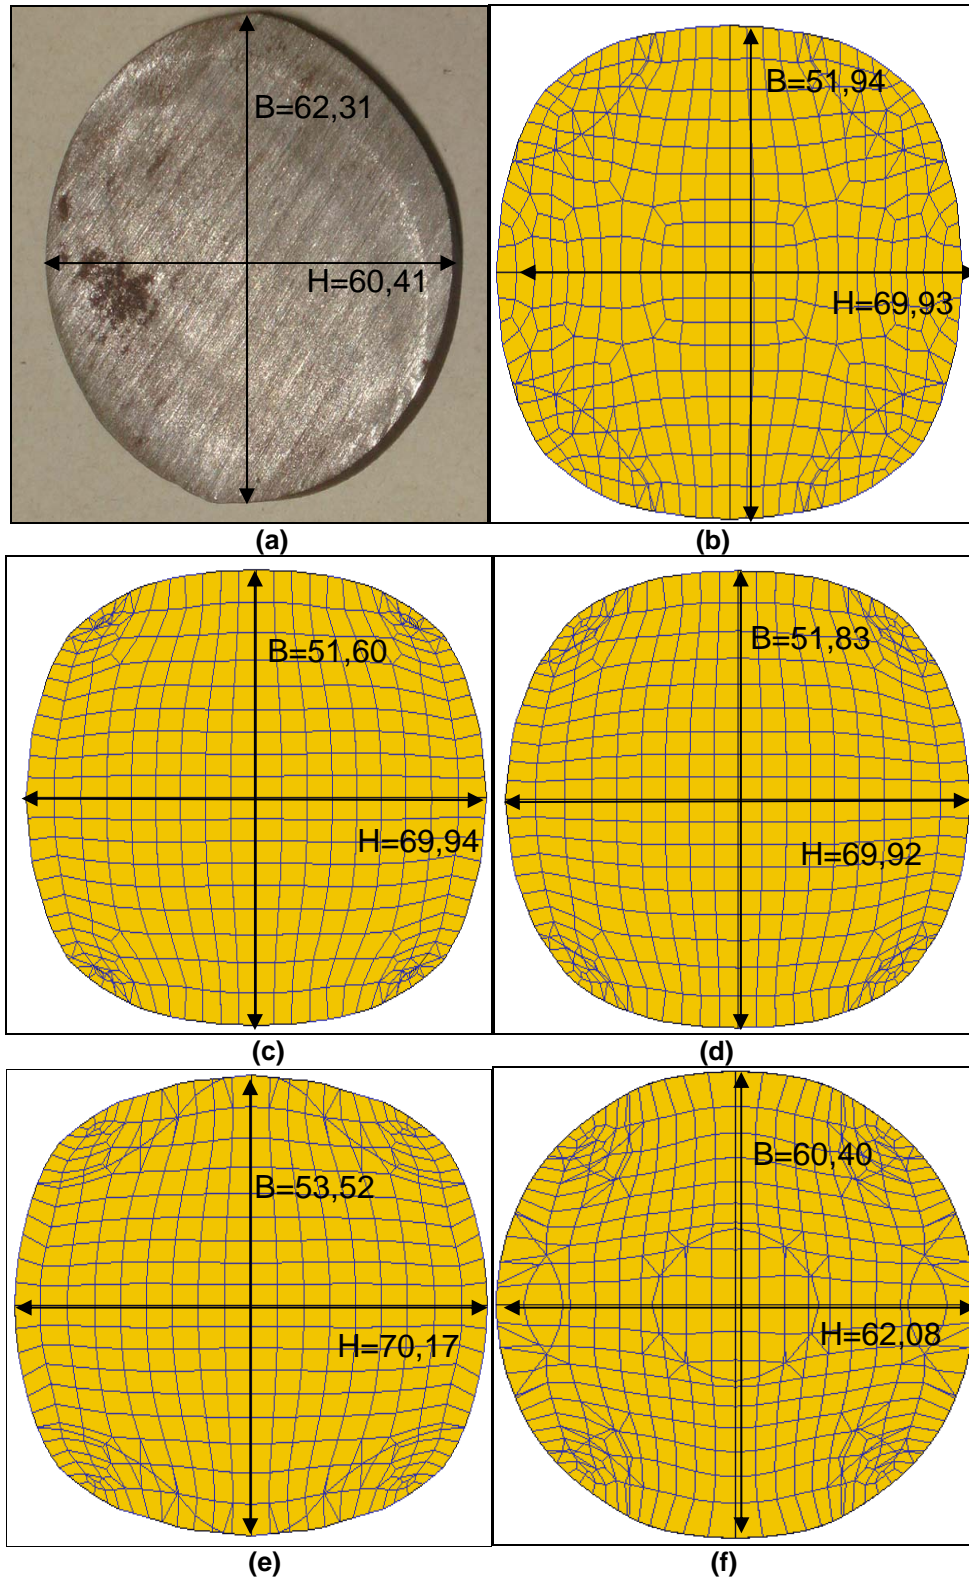 B=62,31
H=60,41
B=51,94
H=69,93
(a)
(b)
B=51,60
H=69,94
B=51,83
H=69,92
(c)
(d)
B=53,52
H=70,17
B=60,40
H=62,08
(e)
(f)